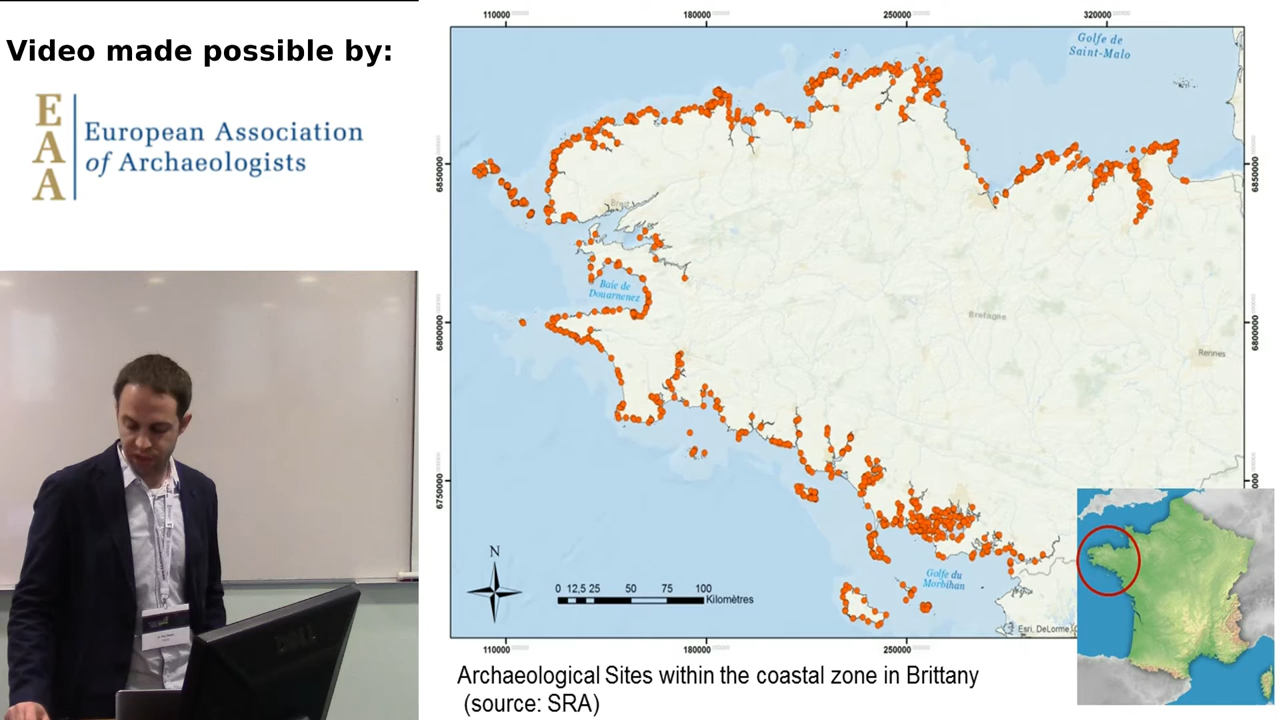 Video made possible by:
E
A
A
European Association
of Archaeologists
110000
180000
250000
320000
Golfe de
Saint-Malo
6850000
6850000
Brest
Baie de
Douarnenez
Bretagne
6800000
6800000
Rennes
6750000
N
0 12,5 25 50 75 100
Kilomètres
Golfe du
Morbihan
Esri, DeLorme
110000
180000
250000
Archaeological Sites within the coastal zone in Brittany
(source: SRA)
DELL